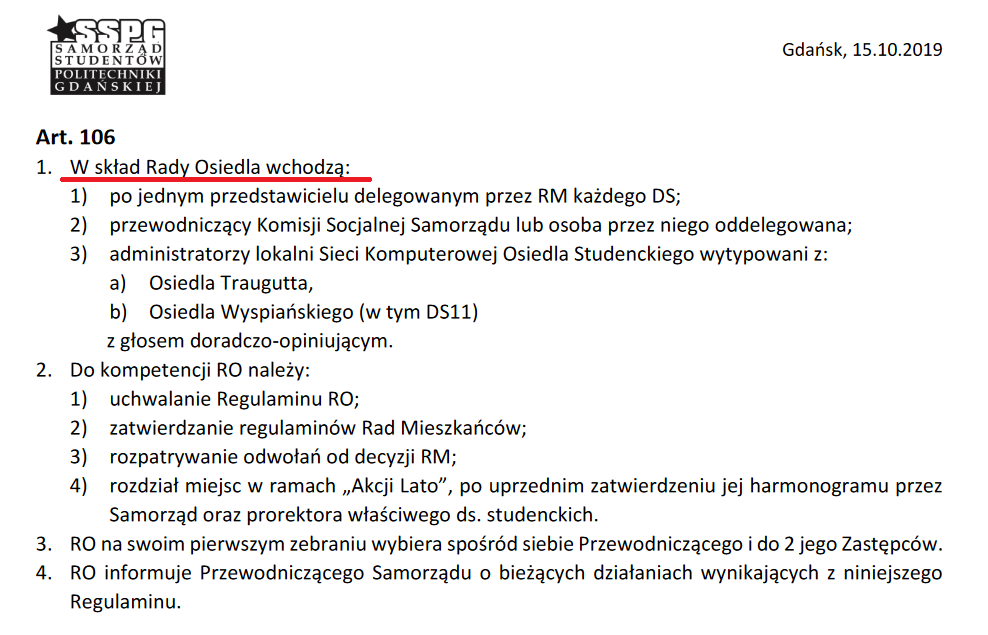 SSPG
SAMORZĄD
STUDENTÓW
POLITECHNIKI
GDAŃSKIEJ
Gdańsk, 15.10.2019
Art. 106
1. W skład Rady Osiedla wchodzą:
1) po jednym przedstawicielu delegowanym przez RM każdego DS;
2) przewodniczący Komisji Socjalnej Samorządu lub osoba przez niego oddelegowana;
3) administratorzy lokalni Sieci Komputerowej Osiedla Studenckiego wytypowani z:
a) Osiedla Traugutta,
b) Osiedla Wyspiańskiego (w tym DS11)
z głosem doradczo-opiniującym.
2. Do kompetencji RO należy:
1) uchwalanie Regulaminu RO;
2) zatwierdzanie regulaminów Rad Mieszkańców;
3) rozpatrywanie odwołań od decyzji RM;
4) rozdział miejsc w ramach „Akcji Lato”, po uprzednim zatwierdzeniu jej harmonogramu przez
Samorząd oraz prorektora właściwego ds. studenckich.
3. RO na swoim pierwszym zebraniu wybiera spośród siebie Przewodniczącego i do 2 jego Zastępców.
4. RO informuje Przewodniczącego Samorządu o bieżących działaniach wynikających z niniejszego
Regulaminu.